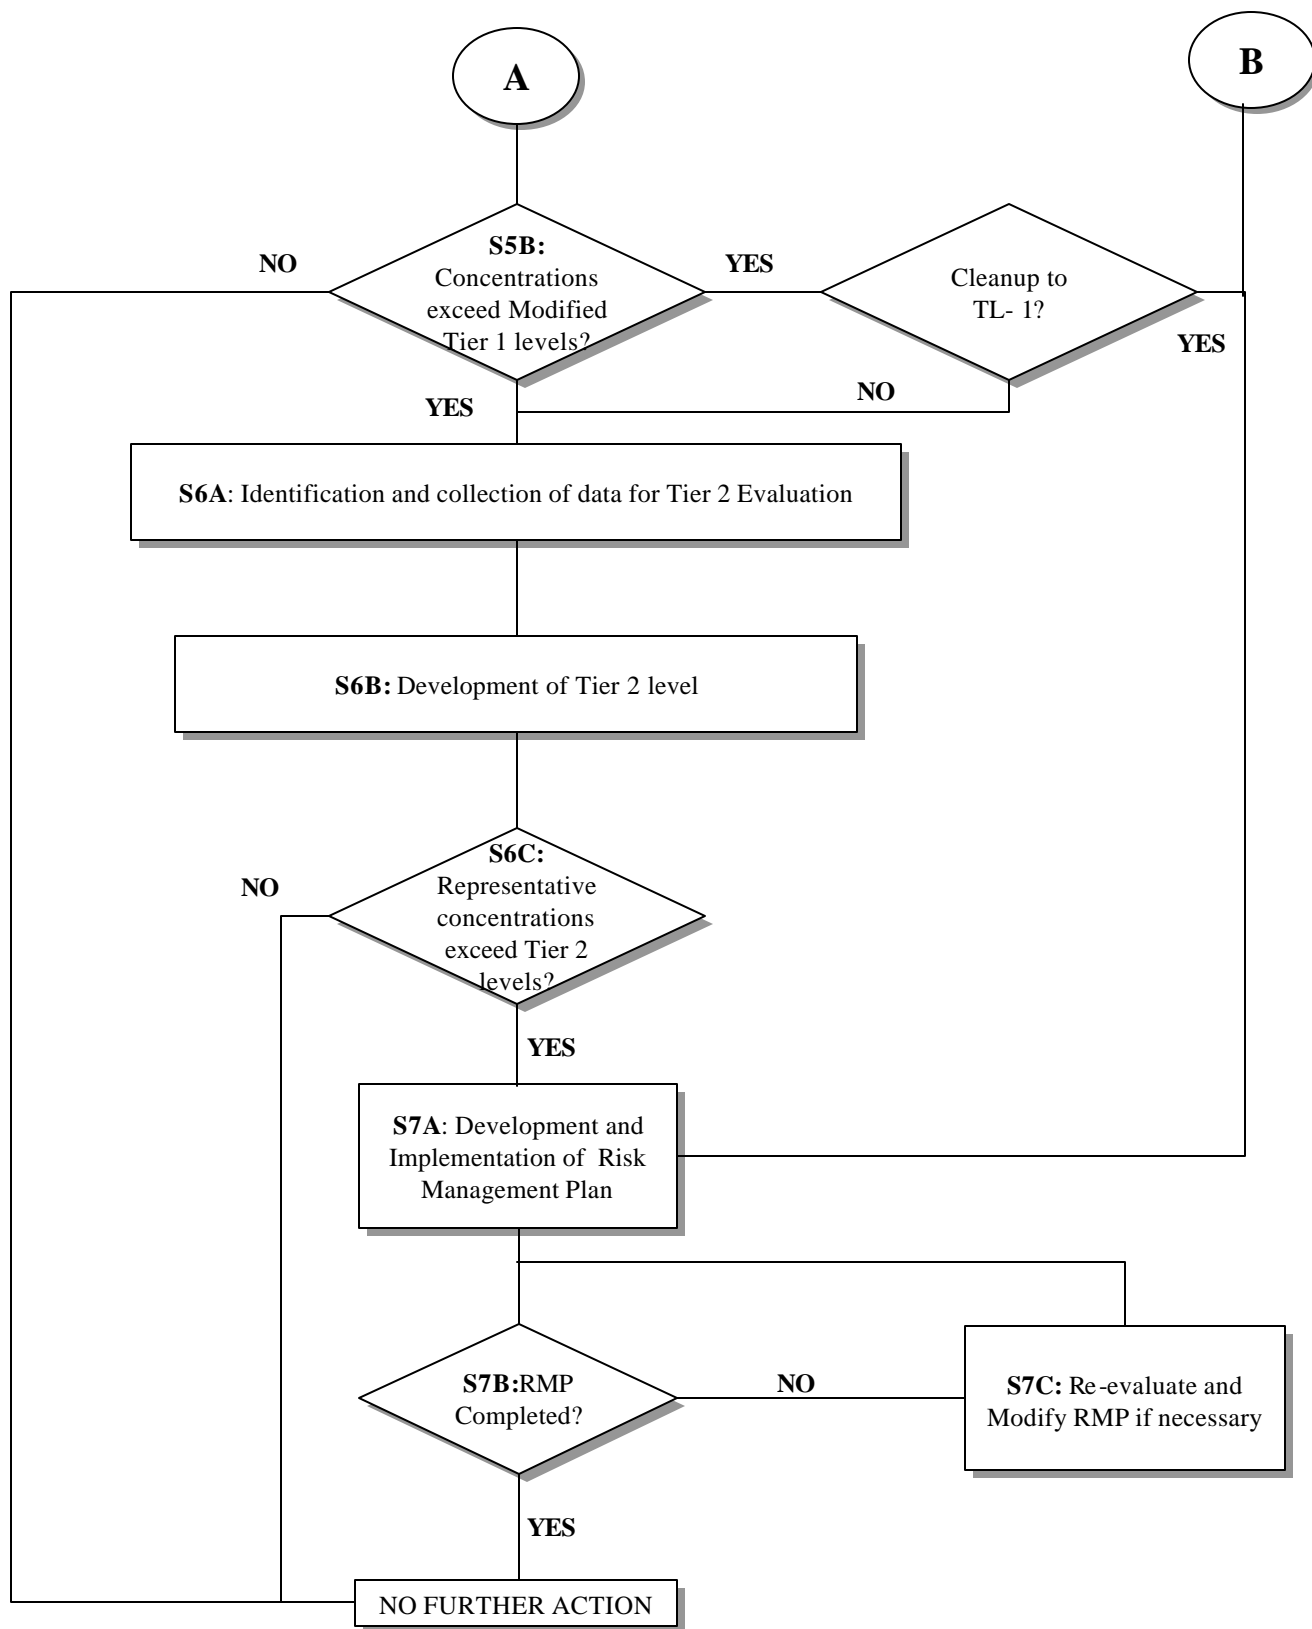 A
B
S5B:
Concentrations
exceed Modified
Tier 1 levels?
NO
YES
Cleanup to
TL- 1?
YES
NO
YES
S6A: Identification and collection of data for Tier 2 Evaluation
S6B: Development of Tier 2 level
S6C:
Representative
concentrations
exceed Tier 2
levels?
NO
YES
S7A: Development and
Implementation of Risk
Management Plan
S7B:RMP
Completed?
NO
S7C: Re-evaluate and
Modify RMP if necessary
YES
NO FURTHER ACTION